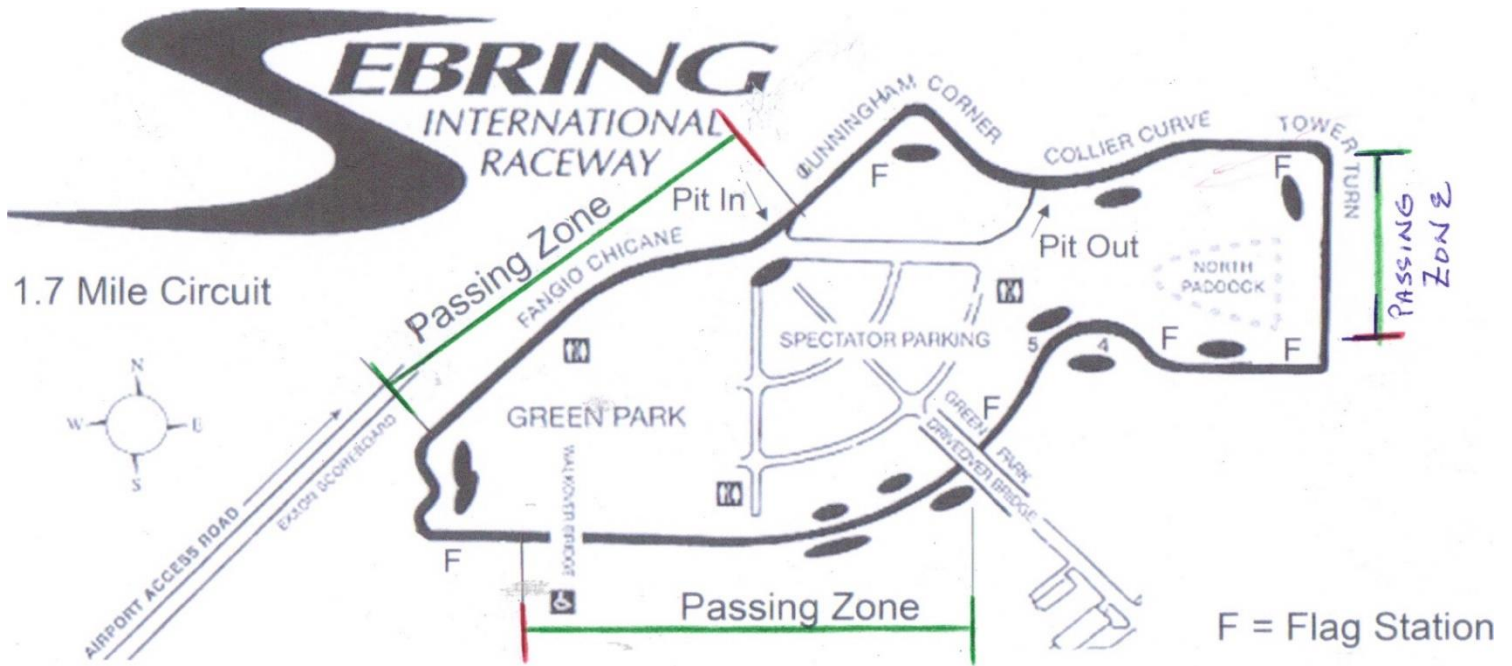 SEBRING
INTERNATIONAL
RACEWAY
1.7 Mile Circuit
N
W
E
S
Passing Zone
FANGIO CHICANE
Pit In
CUNNINGHAM CORNER
F
COLLIER CURVE
Pit Out
TOWER TURN
F
PASSING
ZONE
NORTH
PADDOCK
SPECTATOR PARKING
5
4
F
F
GREEN PARK
F
GREEN PARK
DRIVEOVER BRIDGE
WALKOVER BRIDGE
AIRPORT ACCESS ROAD
EXXON SCOREBOARD
F
Passing Zone
F = Flag Station